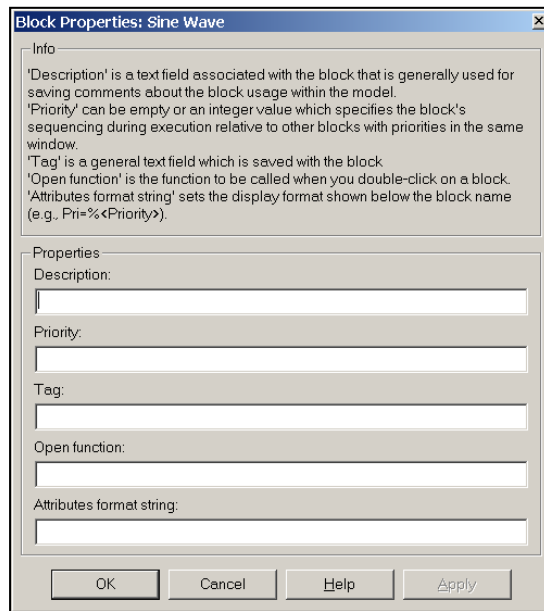 Block Properties: Sine Wave
Info
'Description' is a text field associated with the block that is generally used for
saving comments about the block usage within the model.
'Priority' can be empty or an integer value which specifies the block's
sequencing during execution relative to other blocks with priorities in the same
window.
'Tag' is a general text field which is saved with the block
'Open function' is the function to be called when you double-click on a block.
'Attributes format string' sets the display format shown below the block name
(e.g., Pri=%<Priority>).
Properties
Description:
Priority:
Tag:
Open function:
Attributes format string:
OK Cancel Help Apply